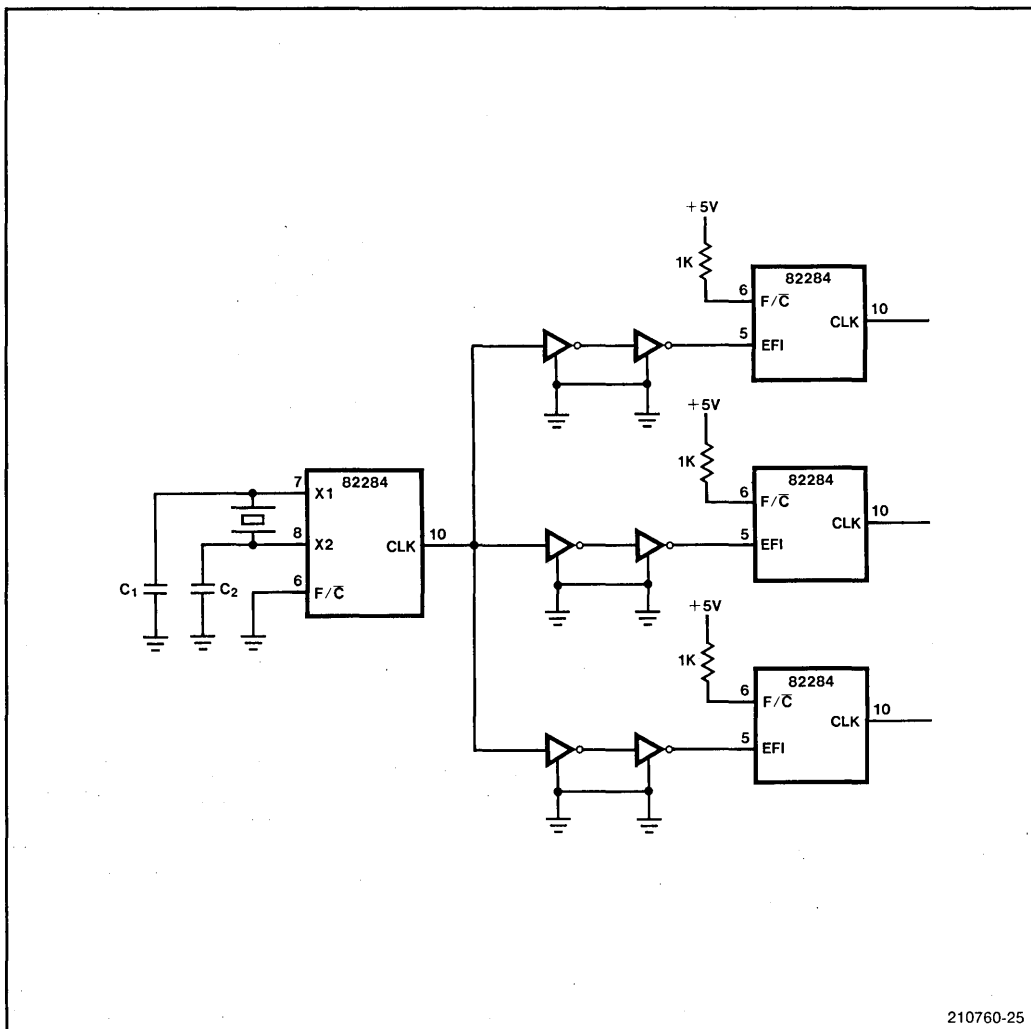 +5V
1K
6
82284
F/C̅
10
CLK
5
EFI
+5V
1K
6
82284
F/C̅
10
CLK
5
EFI
7
X1
82284
8
X2
10
CLK
6
F/C̅
C₁
C₂
+5V
1K
6
82284
F/C̅
10
CLK
5
EFI
210760-25